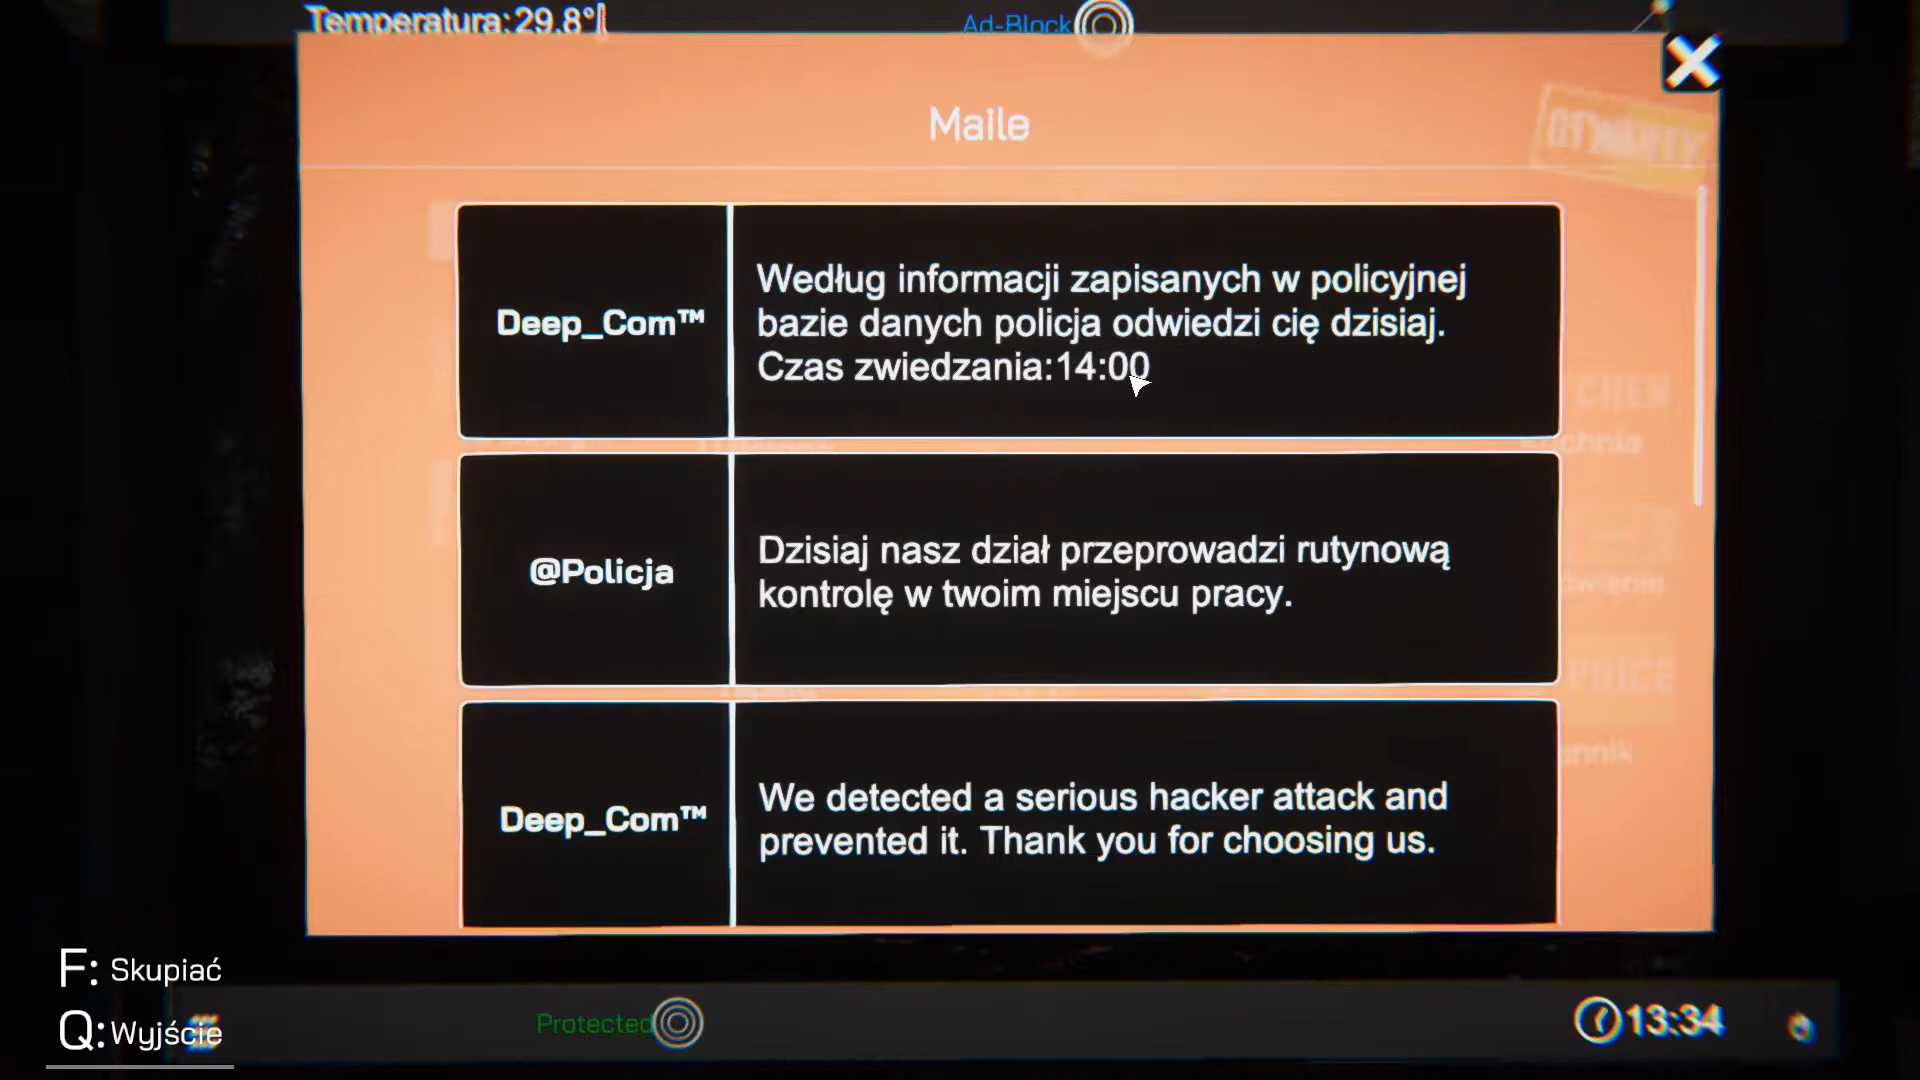 Temperatura:29.8°
Ad-Block
Maile
OTWARTY
Deep_Com™
Według informacji zapisanych w policyjnej
bazie danych policja odwiedzi cię dzisiaj.
Czas zwiedzania:14:00
@Policja
Dzisiaj nasz dział przeprowadzi rutynową
kontrolę w twoim miejscu pracy.
Deep_Com™
We detected a serious hacker attack and
prevented it. Thank you for choosing us.
F: Skupiać
Q: Wyjście
Protected
13:34